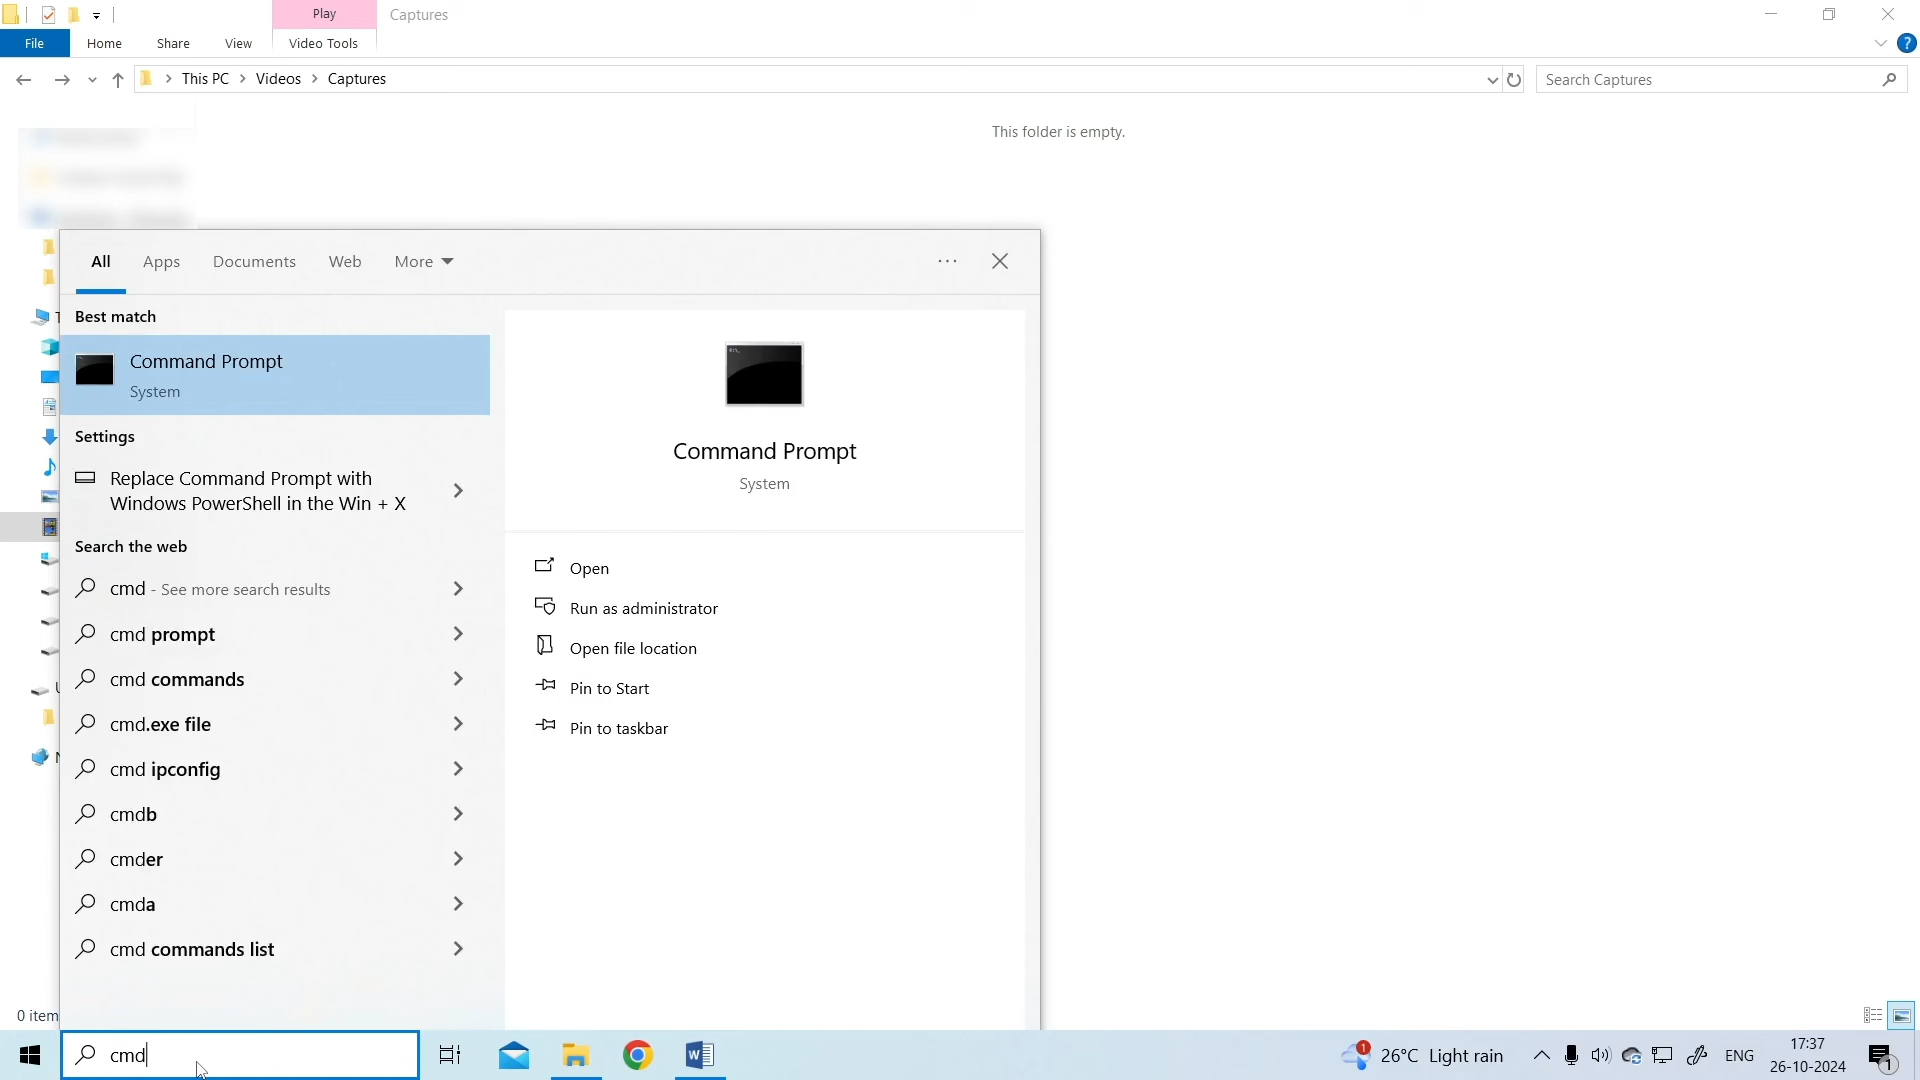 Play
Captures
File
Home
Share
View
Video Tools
?
This PC
Videos
Captures
Search Captures
This folder is empty.
All
Apps
Documents
Web
More
Best match
Command Prompt
System
Settings
Replace Command Prompt with
Windows PowerShell in the Win + X
Search the web
cmd - See more search results
cmd prompt
cmd commands
cmd.exe file
cmd ipconfig
cmdb
cmder
cmda
cmd commands list
Command Prompt
System
Open
Run as administrator
Open file location
Pin to Start
Pin to taskbar
0 item
cmd
1
26°C Light rain
ENG
17:37
26-10-2024
1